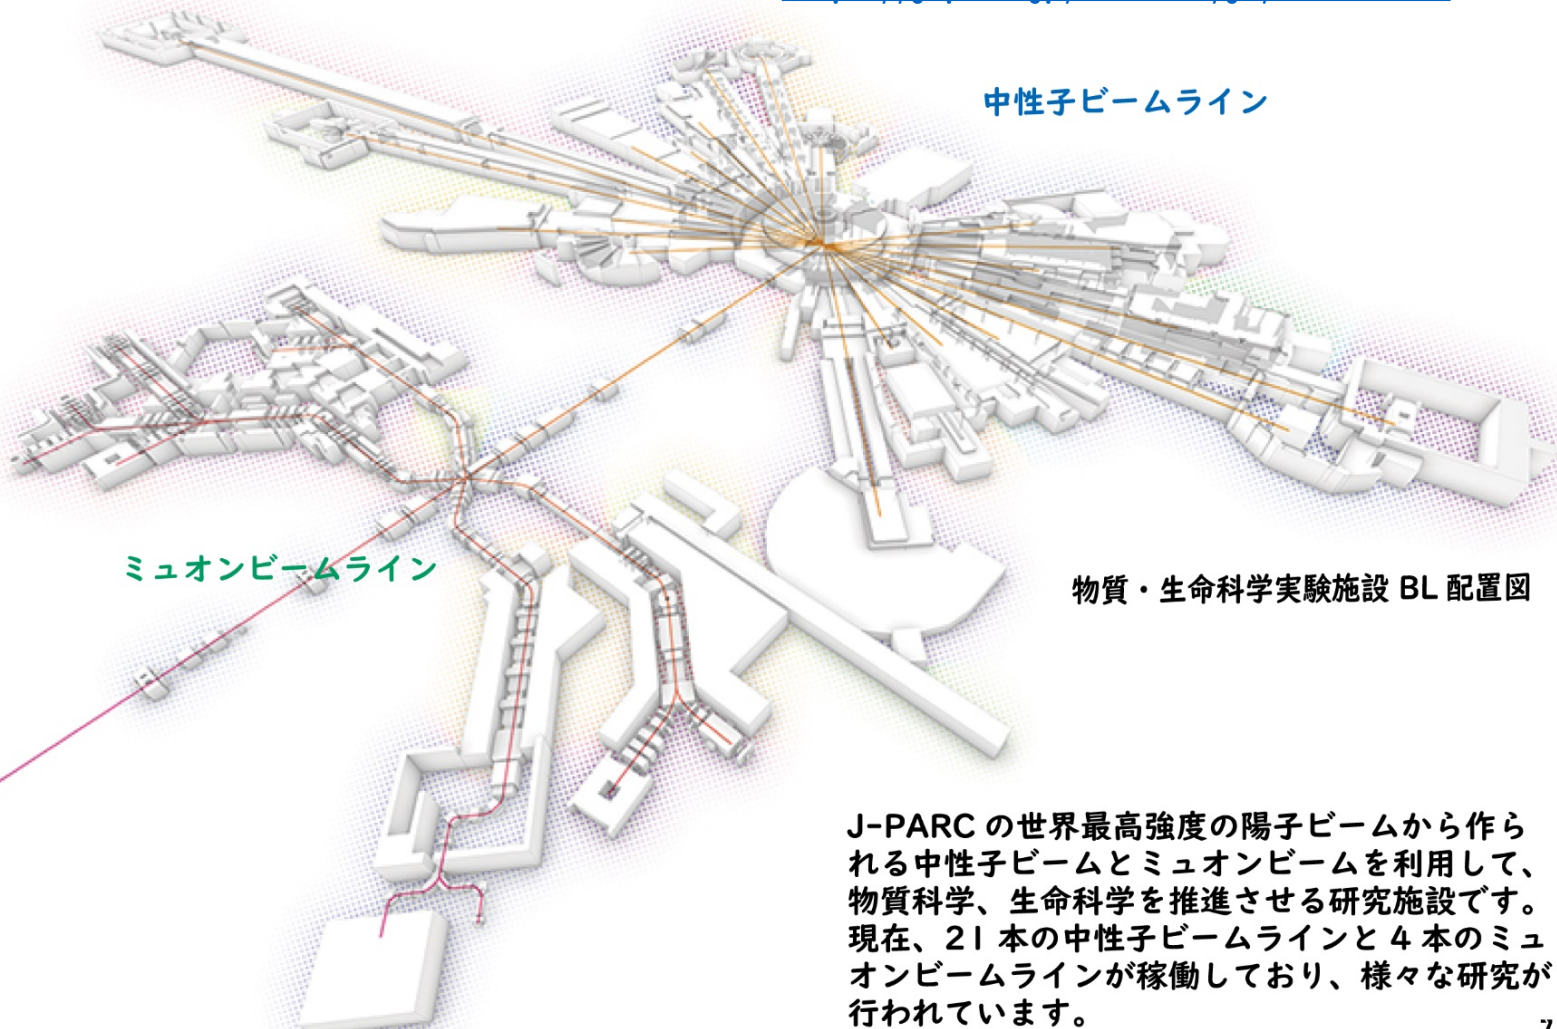 中性子ビームライン
ミュオンビームライン
物質・生命科学実験施設 BL 配置図
J-PARC の世界最高強度の陽子ビームから作ら
れる中性子ビームとミュオンビームを利用して、
物質科学、生命科学を推進させる研究施設です。
現在、21 本の中性子ビームラインと 4 本のミュ
オンビームラインが稼働しており、様々な研究が
行われています。